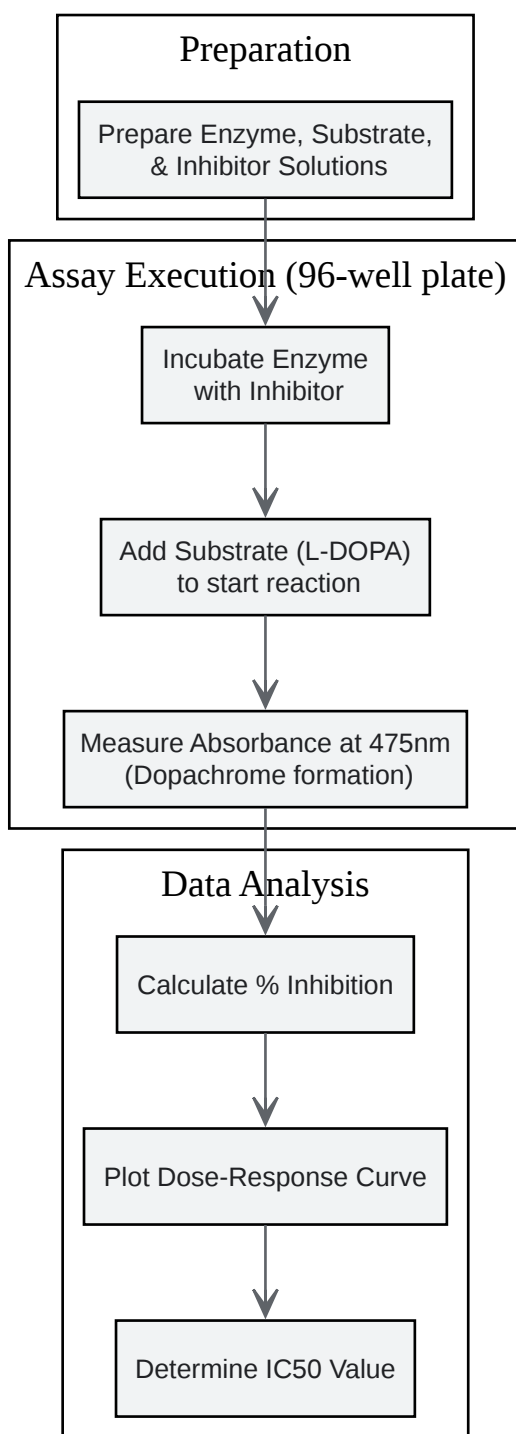 Preparation
Prepare Enzyme, Substrate,
& Inhibitor Solutions
Assay Execution (96-well plate)
Incubate Enzyme
with Inhibitor
Add Substrate (L-DOPA)
to start reaction
Measure Absorbance at 475nm
(Dopachrome formation)
Data Analysis
Calculate % Inhibition
Plot Dose-Response Curve
Determine IC50 Value